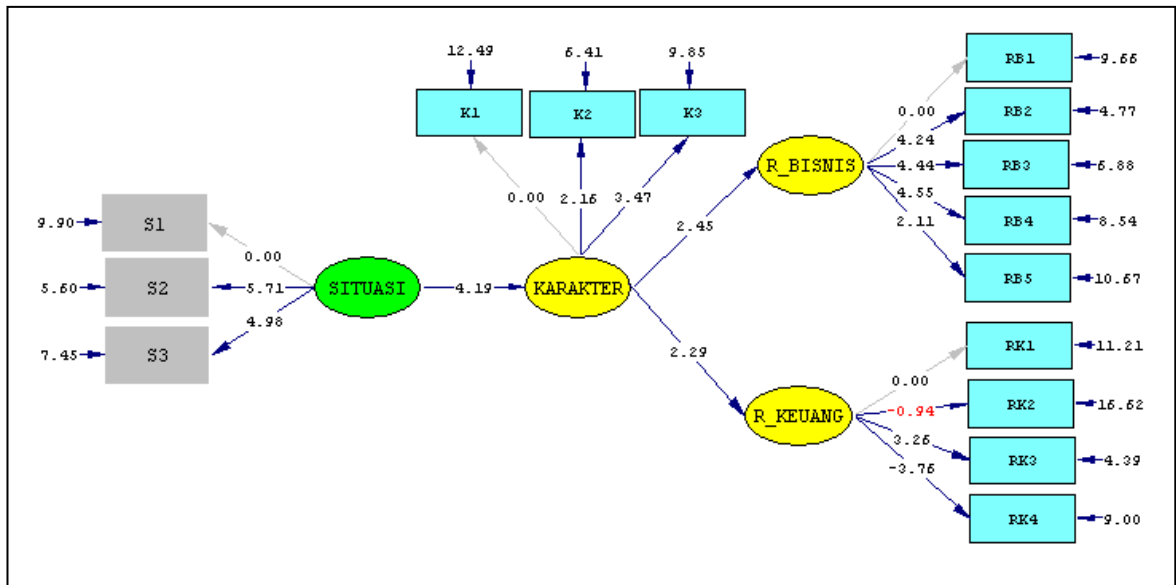 12.49
6.41
9.85
K1
K2
K3
RB1
9.66
RB2
4.77
RB3
6.88
RB4
8.54
RB5
10.67
0.00
4.24
4.44
4.55
2.11
R_BISNIS
0.00
2.16
3.47
2.45
9.90
S1
5.60
S2
7.45
S3
0.00
5.71
4.98
SITUASI
4.19
KARAKTER
2.29
R_KEUANG
0.00
-0.94
3.26
-3.76
RK1
11.21
RK2
16.62
RK3
4.39
RK4
9.00